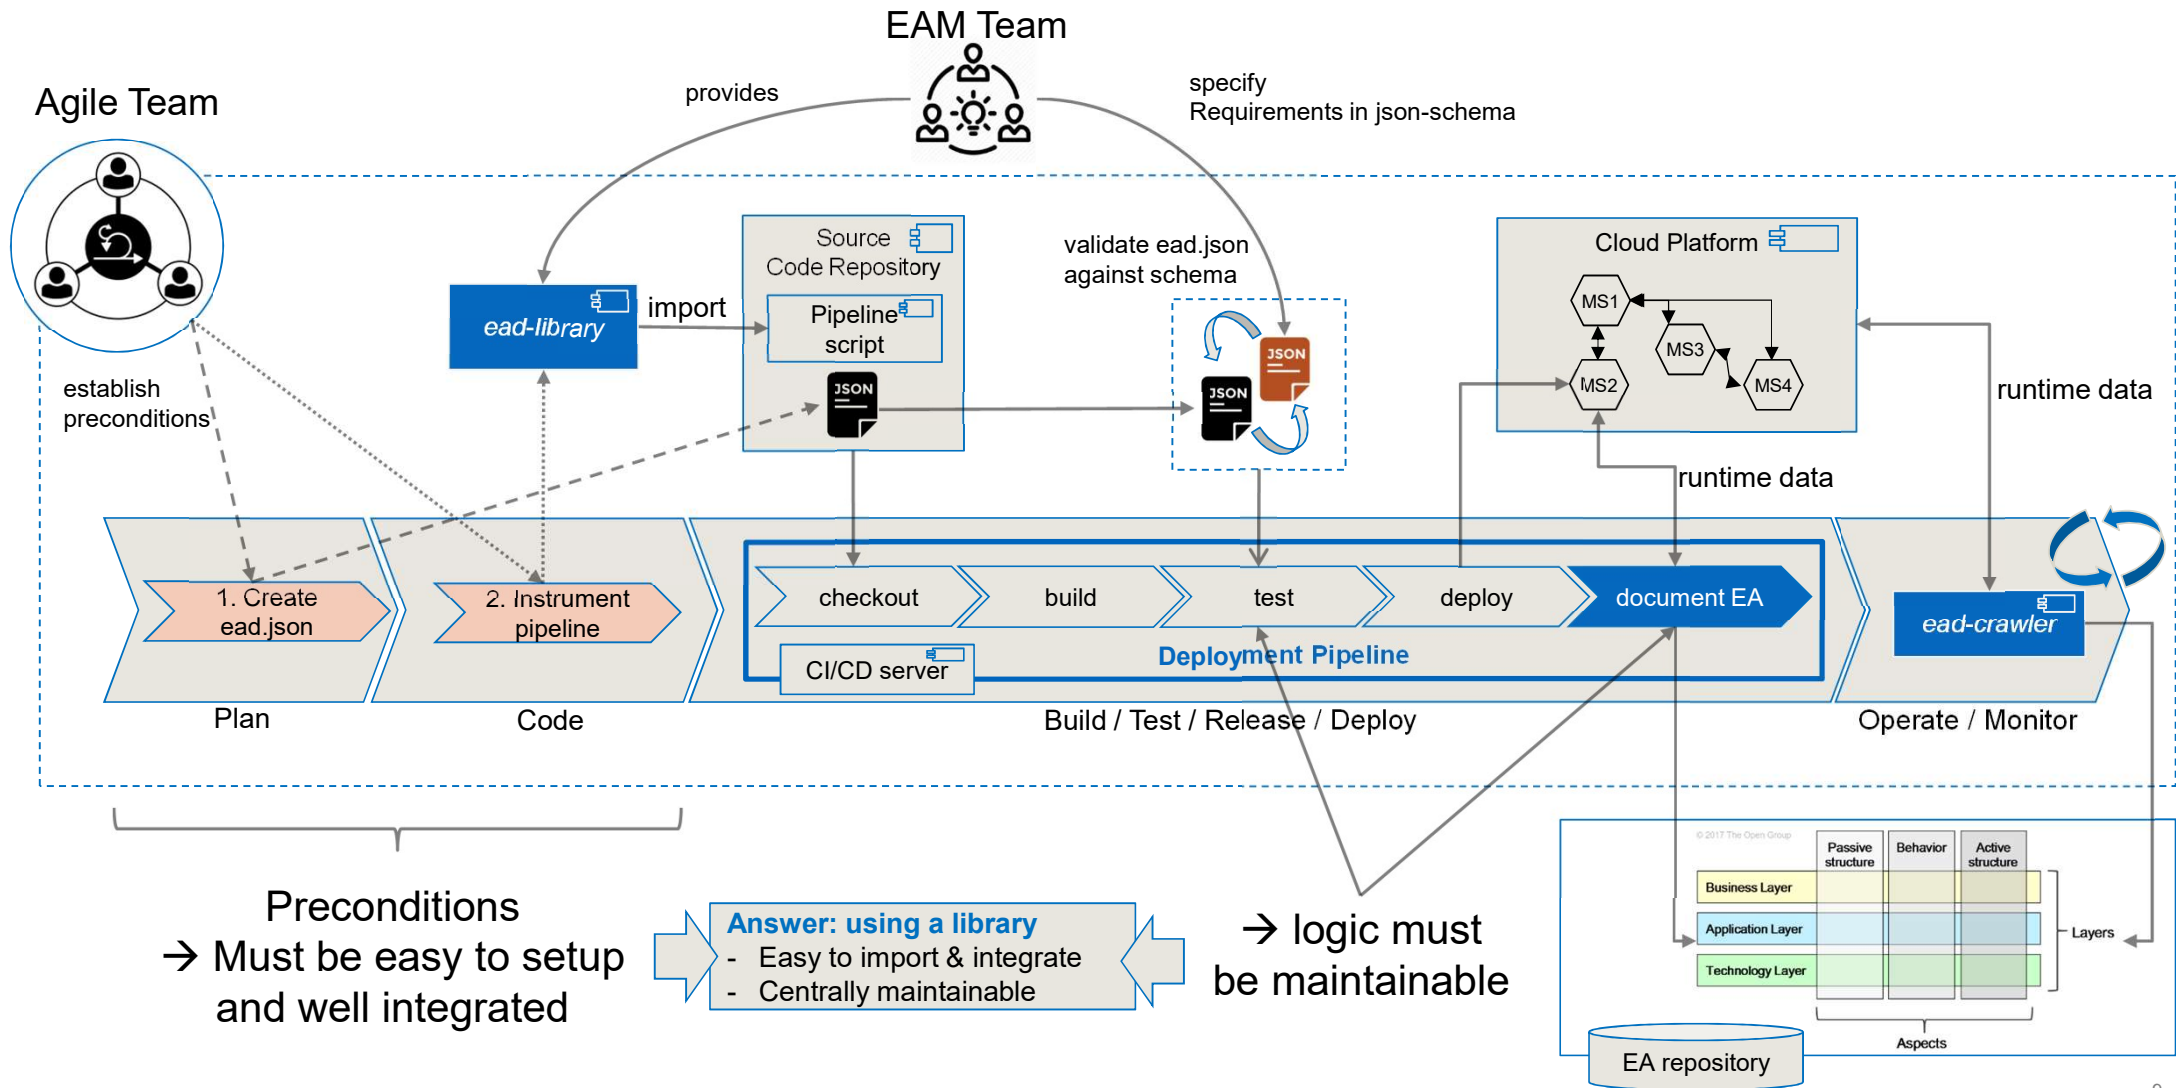 EAM Team
Agile Team
provides
specify
Requirements in json-schema
Source
Code Repository
Pipeline
script
JSON
ead-library
import
validate ead.json
against schema
JSON
JSON
Cloud Platform
MS1
MS3
MS2
MS4
runtime data
runtime data
establish
preconditions
1. Create
ead.json
2. Instrument
pipeline
checkout
build
test
deploy
document EA
Deployment Pipeline
CI/CD server
ead-crawler
Plan
Code
Build / Test / Release / Deploy
Operate / Monitor
Preconditions
→ Must be easy to setup
and well integrated
Answer: using a library
- Easy to import & integrate
- Centrally maintainable
→ logic must
be maintainable
© 2017 The Open Group
Passive
structure
Behavior
Active
structure
Business Layer
Application Layer
Technology Layer
Layers
Aspects
EA repository